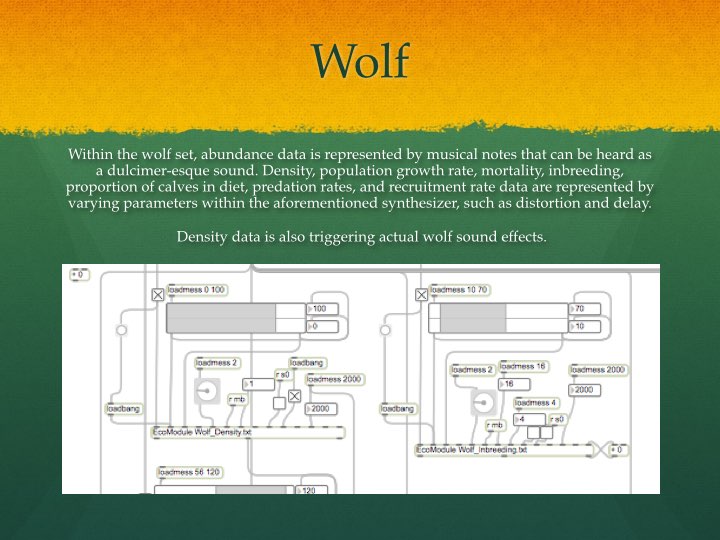 Wolf
Within the wolf set, abundance data is represented by musical notes that can be heard as
a dulcimer-esque sound. Density, population growth rate, mortality, inbreeding,
proportion of calves in diet, predation rates, and recruitment rate data are represented by
varying parameters within the aforementioned synthesizer, such as distortion and delay.
Density data is also triggering actual wolf sound effects.
+ 0
loadmess 0 100
100
0
loadmess 2
loadbang
r s0
loadmess 2000
1
r mb
2000
loadbang
EcoModule Wolf_Density.txt
loadmess 56 120
120
loadmess 10 70
70
10
loadmess 2
loadmess 16
loadmess 2000
16
2000
loadmess 4
4
r s0
r mb
loadbang
EcoModule Wolf_Inbreeding.txt
+ 0